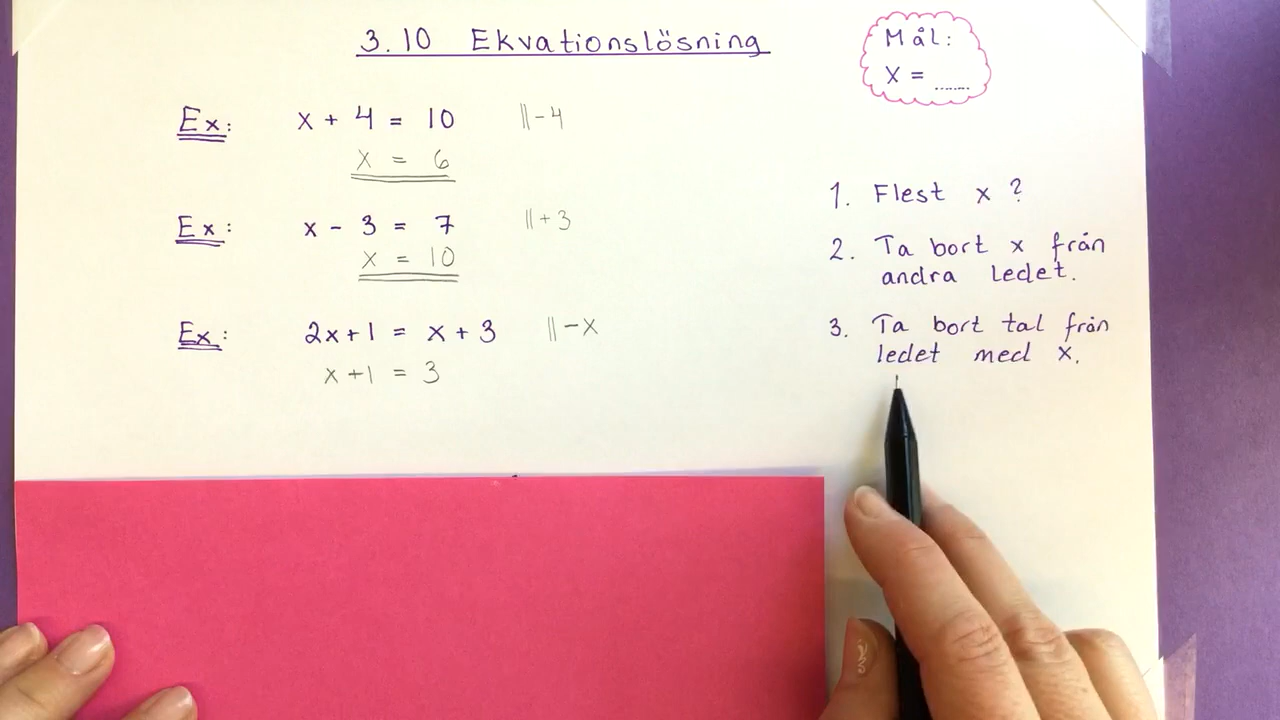 3.10 Ekvationslösning
Mål:
x = ......
Ex: x + 4 = 10 ||-4
x = 6
Ex: x - 3 = 7 ||+3
x = 10
Ex: 2x+1 = x + 3 ||-x
x+1 = 3
1. Flest x ?
2. Ta bort x från
andra ledet.
3. Ta bort tal från
ledet med x.